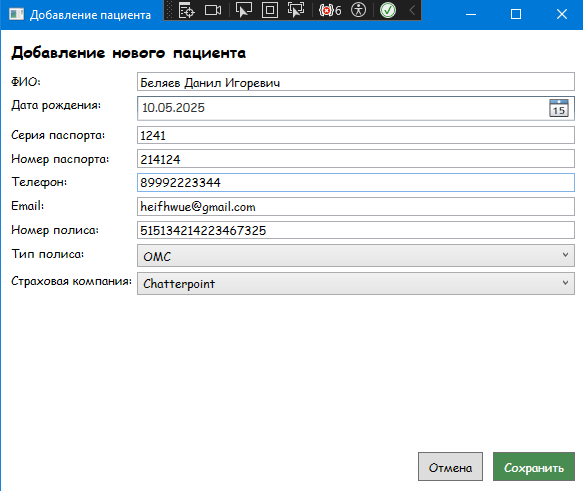 Добавление пациента
6
Добавление нового пациента
ФИО: Беляев Данил Игоревич
Дата рождения: 10.05.2025 15
Серия паспорта: 1241
Номер паспорта: 214124
Телефон: 89992223344
Email: heifhwue@gmail.com
Номер полиса: 515134214223467325
Тип полиса: ОМС
Страховая компания: Chatterpoint
Отмена Сохранить